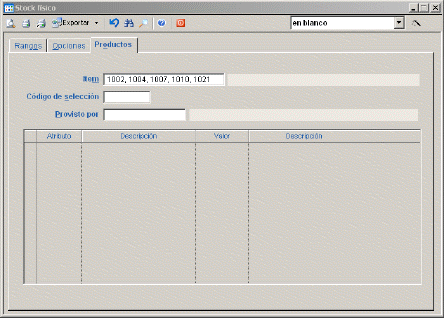 Stock físico
Exportar en blanco
Rangos Opciones Productos
Item 1002, 1004, 1007, 1010, 1021
Código de selección
Provisto por
Atributo Descripción Valor Descripción